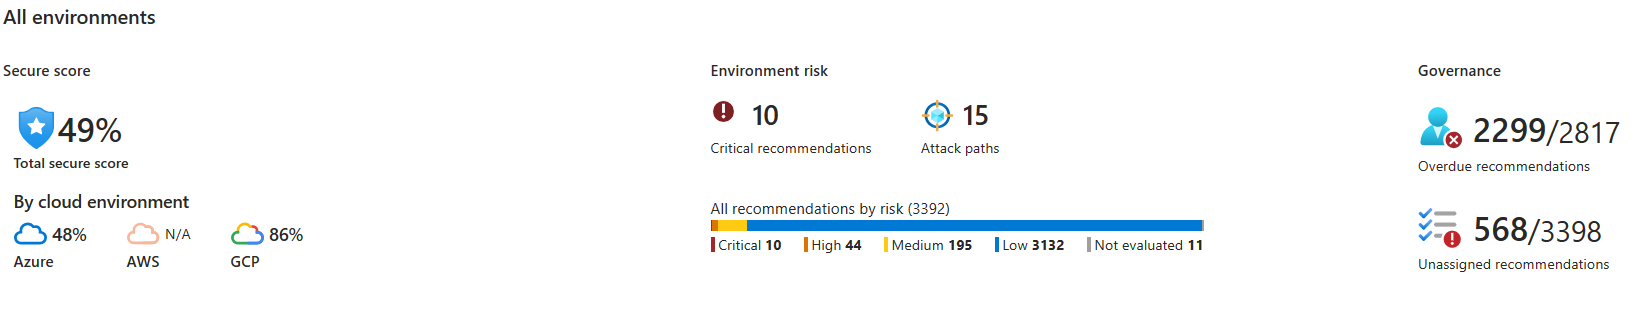 All environments
Secure score
49%
Total secure score
By cloud environment
48%
Azure
N/A
AWS
86%
GCP
Environment risk
10
Critical recommendations
15
Attack paths
All recommendations by risk (3392)
Critical 10
High 44
Medium 195
Low 3132
Not evaluated 11
Governance
2299/2817
Overdue recommendations
568/3398
Unassigned recommendations